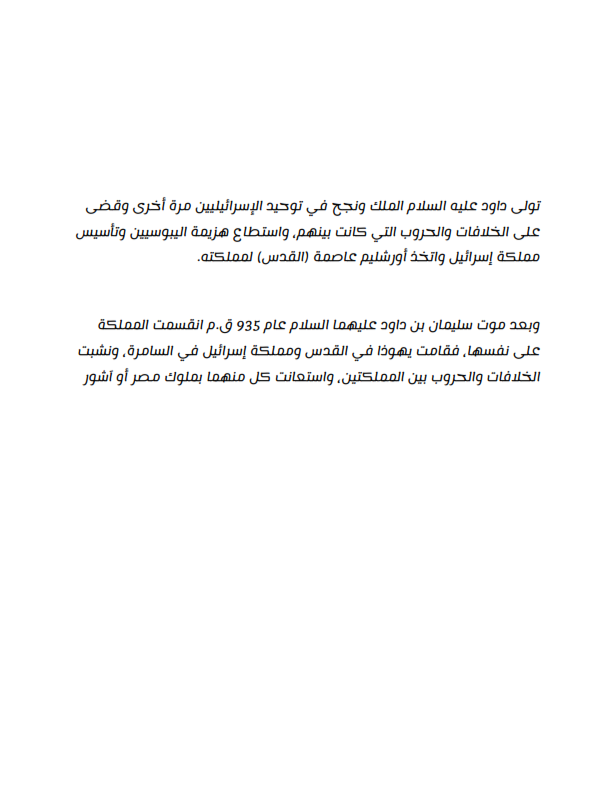 تولى داود عليه السلام الملك ونجح في توحيد الإسرائيليين مرة أخرى وقضى
على الخلافات والحروب التي كانت بينهم، واستطاع هزيمة اليبوسيين وتأسيس
مملكة إسرائيل واتخذ أورشليم عاصمة (القدس) لمملكته.
وبعد موت سليمان بن داود عليهما السلام عام 935 ق.م انقسمت المملكة
على نفسها، فقامت يهوذا في القدس ومملكة إسرائيل في السامرة، ونشبت
الخلافات والحروب بين المملكتين، واستعانت كل منهما بملوك مصر أو آشور